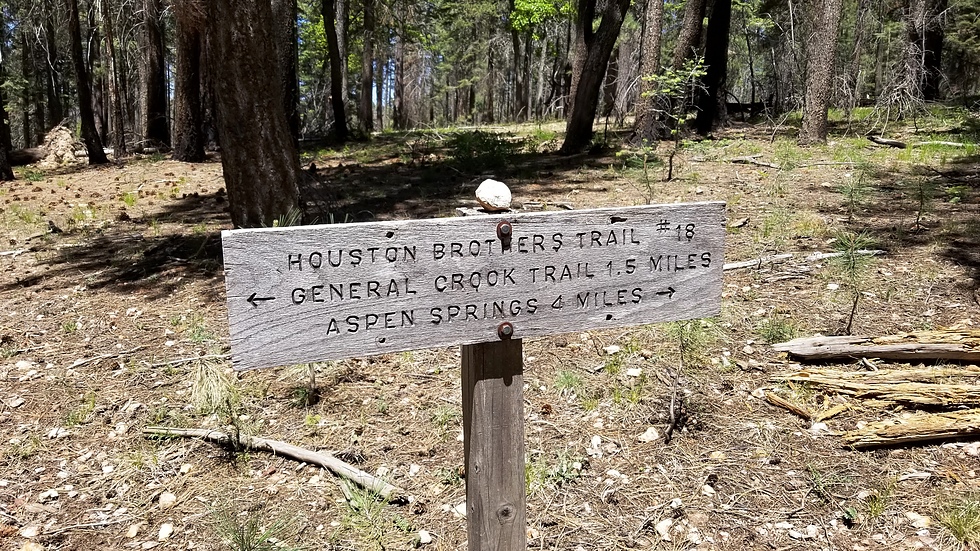 HOUSTON BROTHERS TRAIL #18
← GENERAL CROOK TRAIL 1.5 MILES
ASPEN SPRINGS 4 MILES →